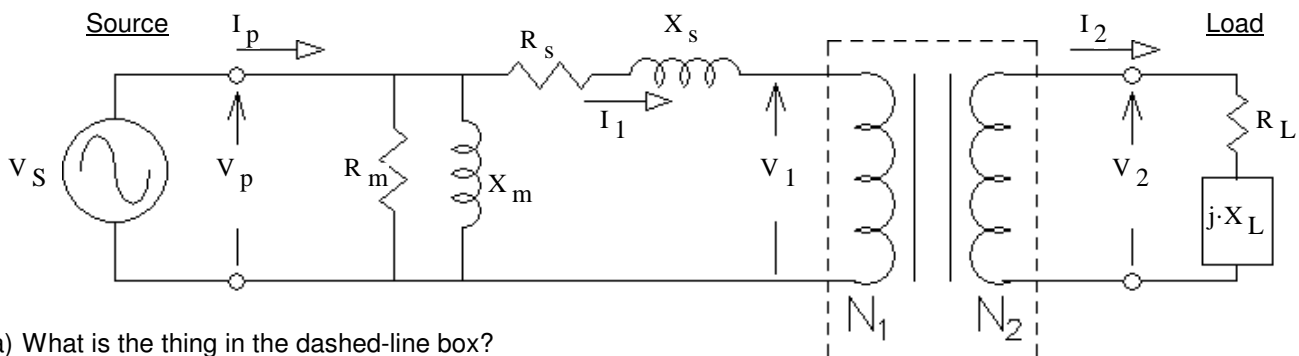 Source I p R s X s I 2 Load
I 1
V S V p R m X m V 1 V 2 R L
j·X L
N1 N2
a) What is the thing in the dashed-line box?